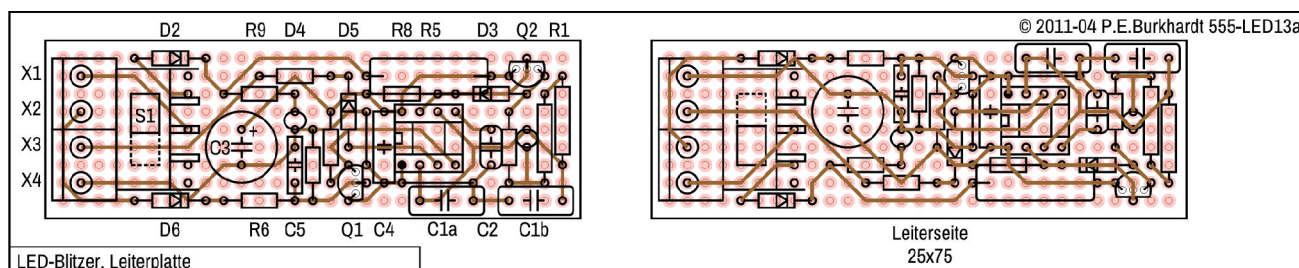 © 2011-04 P.E.Burkhardt 555-LED13a
D2 R9 D4 D5 R8 R5 D3 Q2 R1
X1
X2
S1
X3
C3
+
X4
D6 R6 C5 Q1 C4 C1a C2 C1b
Leiterseite
25x75
LED-Blitzer, Leiterplatte